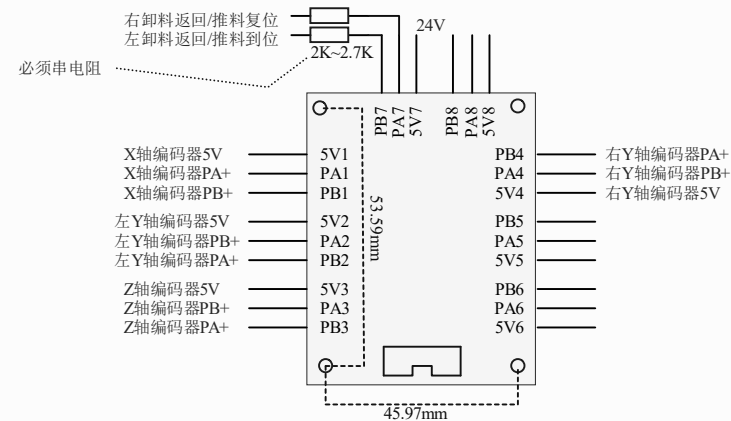 右卸料返回/推料复位
左卸料返回/推料到位
24V
2K~2.7K
必须串电阻
PB7
PA7
5V7
PB8
PA8
5V8
X轴编码器5V
5V1
X轴编码器PA+
PA1
X轴编码器PB+
PB1
左Y轴编码器5V
5V2
左Y轴编码器PB+
PA2
左Y轴编码器PA+
PB2
Z轴编码器5V
5V3
Z轴编码器PB+
PA3
Z轴编码器PA+
PB3
53.59mm
PB4
右Y轴编码器PA+
PA4
右Y轴编码器PB+
5V4
右Y轴编码器5V
PB5
PA5
5V5
PB6
PA6
5V6
45.97mm